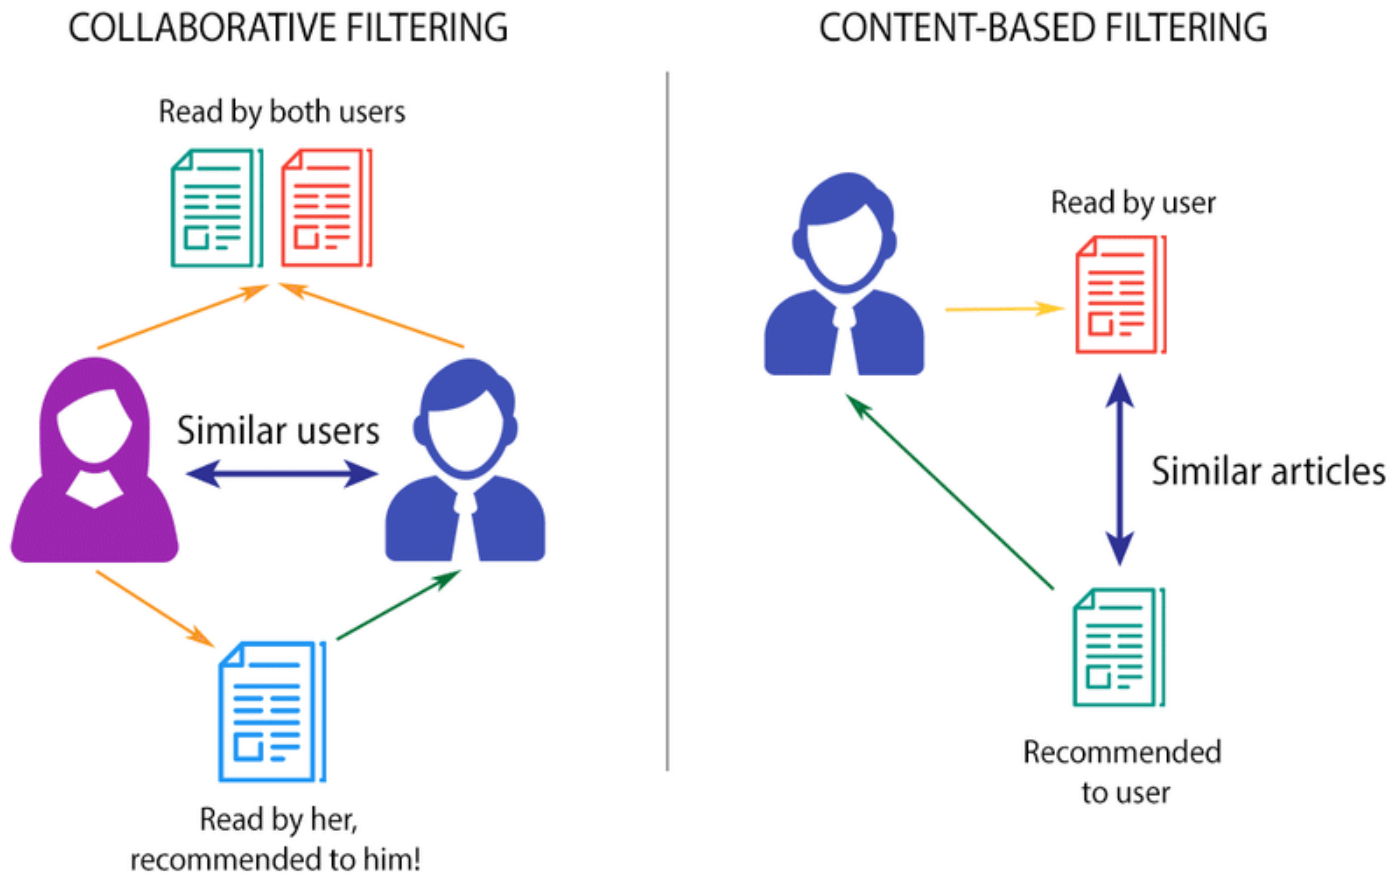 COLLABORATIVE FILTERING
Read by both users
Similar users
Read by her,
recommended to him!
CONTENT-BASED FILTERING
Read by user
Similar articles
Recommended
to user